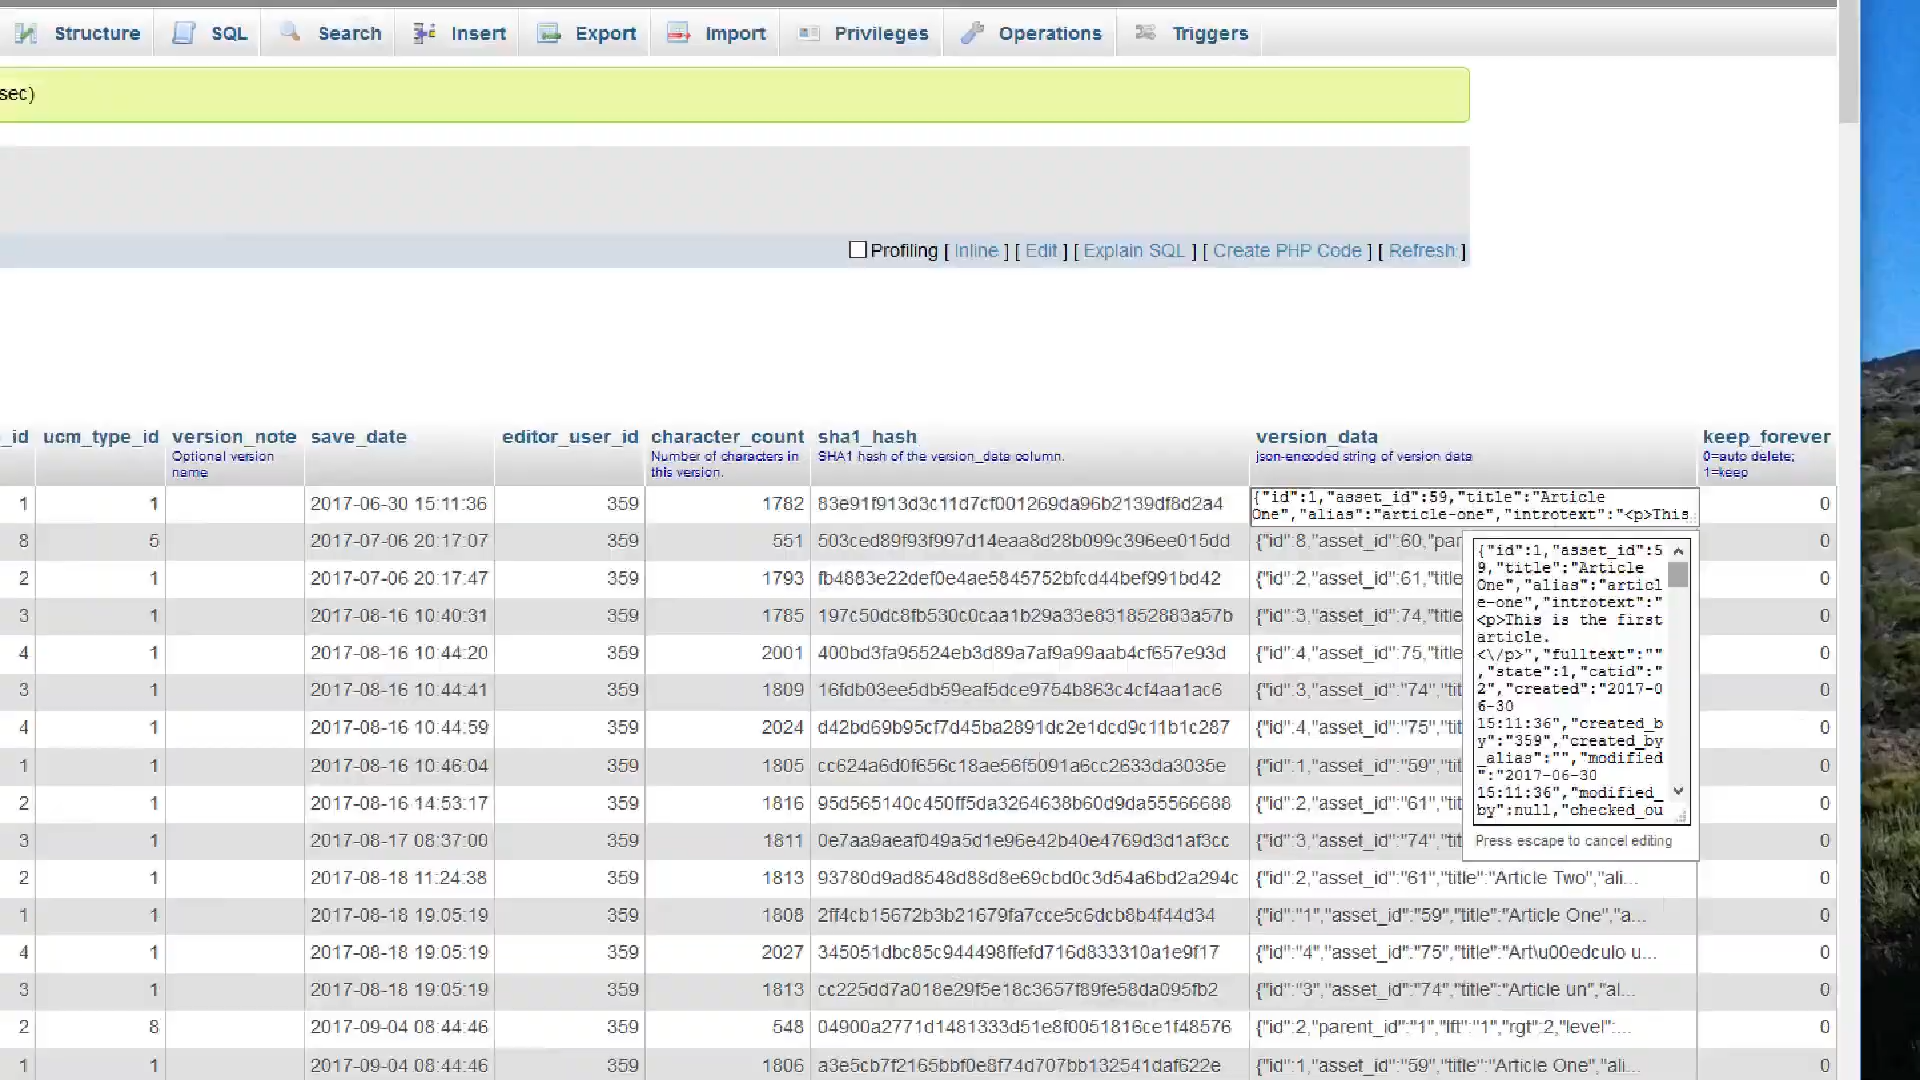 Structure SQL Search Insert Export Import Privileges Operations Triggers
sec)
Profiling [ Inline ] [ Edit ] [ Explain SQL ] [ Create PHP Code ] [ Refresh ]
_id ucm_type_id version_note save_date editor_user_id character_count sha1_hash version_data keep_forever
Optional version Number of characters in SHA1 hash of the version_data column. json-encoded string of version data 0=auto delete;
name this version. 1=keep
1 1 2017-06-30 15:11:36 359 1782 83e91f913d3c11d7cf001269da96b2139df8d2a4 {"id":1,"asset_id":59,"title":"Article 0
One","alias":"article-one","introtext":"<p>This
8 5 2017-07-06 20:17:07 359 551 503ced89f93f997d14eaa8d28b099c396ee015dd {"id":8,"asset_id":60,"par 0
2 1 2017-07-06 20:17:47 359 1793 fb4883e22def0e4ae5845752bfcd44bef991bd42 {"id":2,"asset_id":61,"title 0
3 1 2017-08-16 10:40:31 359 1785 197c50dc8fb530c0caa1b29a33e831852883a57b {"id":3,"asset_id":74,"title 0
4 1 2017-08-16 10:44:20 359 2001 400bd3fa95524eb3d89a7af9a99aab4cf657e93d {"id":4,"asset_id":75,"title 0
3 1 2017-08-16 10:44:41 359 1809 16fdb03ee5db59eaf5dce9754b863c4cf4aa1ac6 {"id":3,"asset_id":"74","tit 0
4 1 2017-08-16 10:44:59 359 2024 d42bd69b95cf7d45ba2891dc2e1dcd9c11b1c287 {"id":4,"asset_id":"75","tit 0
1 1 2017-08-16 10:46:04 359 1805 cc624a6d0f656c18ae56f5091a6cc2633da3035e {"id":1,"asset_id":"59","tit 0
2 1 2017-08-16 14:53:17 359 1816 95d565140c450ff5da3264638b60d9da55566688 {"id":2,"asset_id":"61","tit 0
3 1 2017-08-17 08:37:00 359 1811 0e7aa9aeaf049a5d1e96e42b40e4769d3d1af3cc {"id":3,"asset_id":"74","tit 0
2 1 2017-08-18 11:24:38 359 1813 93780d9ad8548d88d8e69cbd0c3d54a6bd2a294c {"id":2,"asset_id":"61","title":"Article Two","ali... 0
1 1 2017-08-18 19:05:19 359 1808 2ff4cb15672b3b21679fa7cce5c6dcb8b4f44d34 {"id":"1","asset_id":"59","title":"Article One","a... 0
4 1 2017-08-18 19:05:19 359 2027 345051dbc85c944498ffefd716d833310a1e9f17 {"id":"4","asset_id":"75","title":"Art\u00edculo u... 0
3 1 2017-08-18 19:05:19 359 1813 cc225dd7a018e29f5e18c3657f89fe58da095fb2 {"id":"3","asset_id":"74","title":"Article un","al... 0
2 8 2017-09-04 08:44:46 359 548 04900a2771d1481333d51e8f0051816ce1f48576 {"id":2,"parent_id":"1","lft":"1","rgt":2,"level":... 0
1 1 2017-09-04 08:44:46 359 1806 a3e5cb7f2165bbf0e8f74d707bb132541daf622e {"id":1,"asset_id":"59","title":"Article One","ali... 0
{"id":1,"asset_id":5
9,"title":"Article
One","alias":"articl
e-one","introtext":"
<p>This is the first
article.
<\/p>","fulltext":""
,"state":1,"catid":"
2","created":"2017-0
6-30
15:11:36","created_b
y":"359","created_by
_alias":"","modified
":"2017-06-30
15:11:36","modified_
by":null,"checked_ou
Press escape to cancel editing